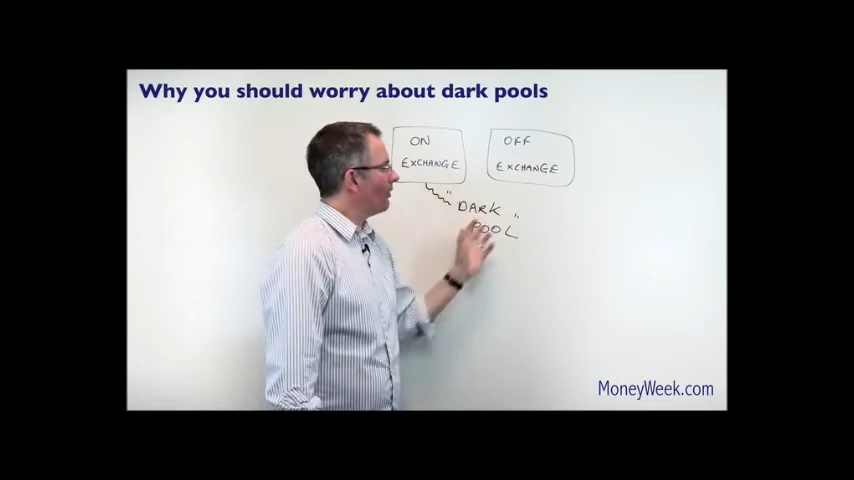 Why you should worry about dark pools
ON
EXCHANGE
OFF
EXCHANGE
"DARK"
POOL
MoneyWeek.com